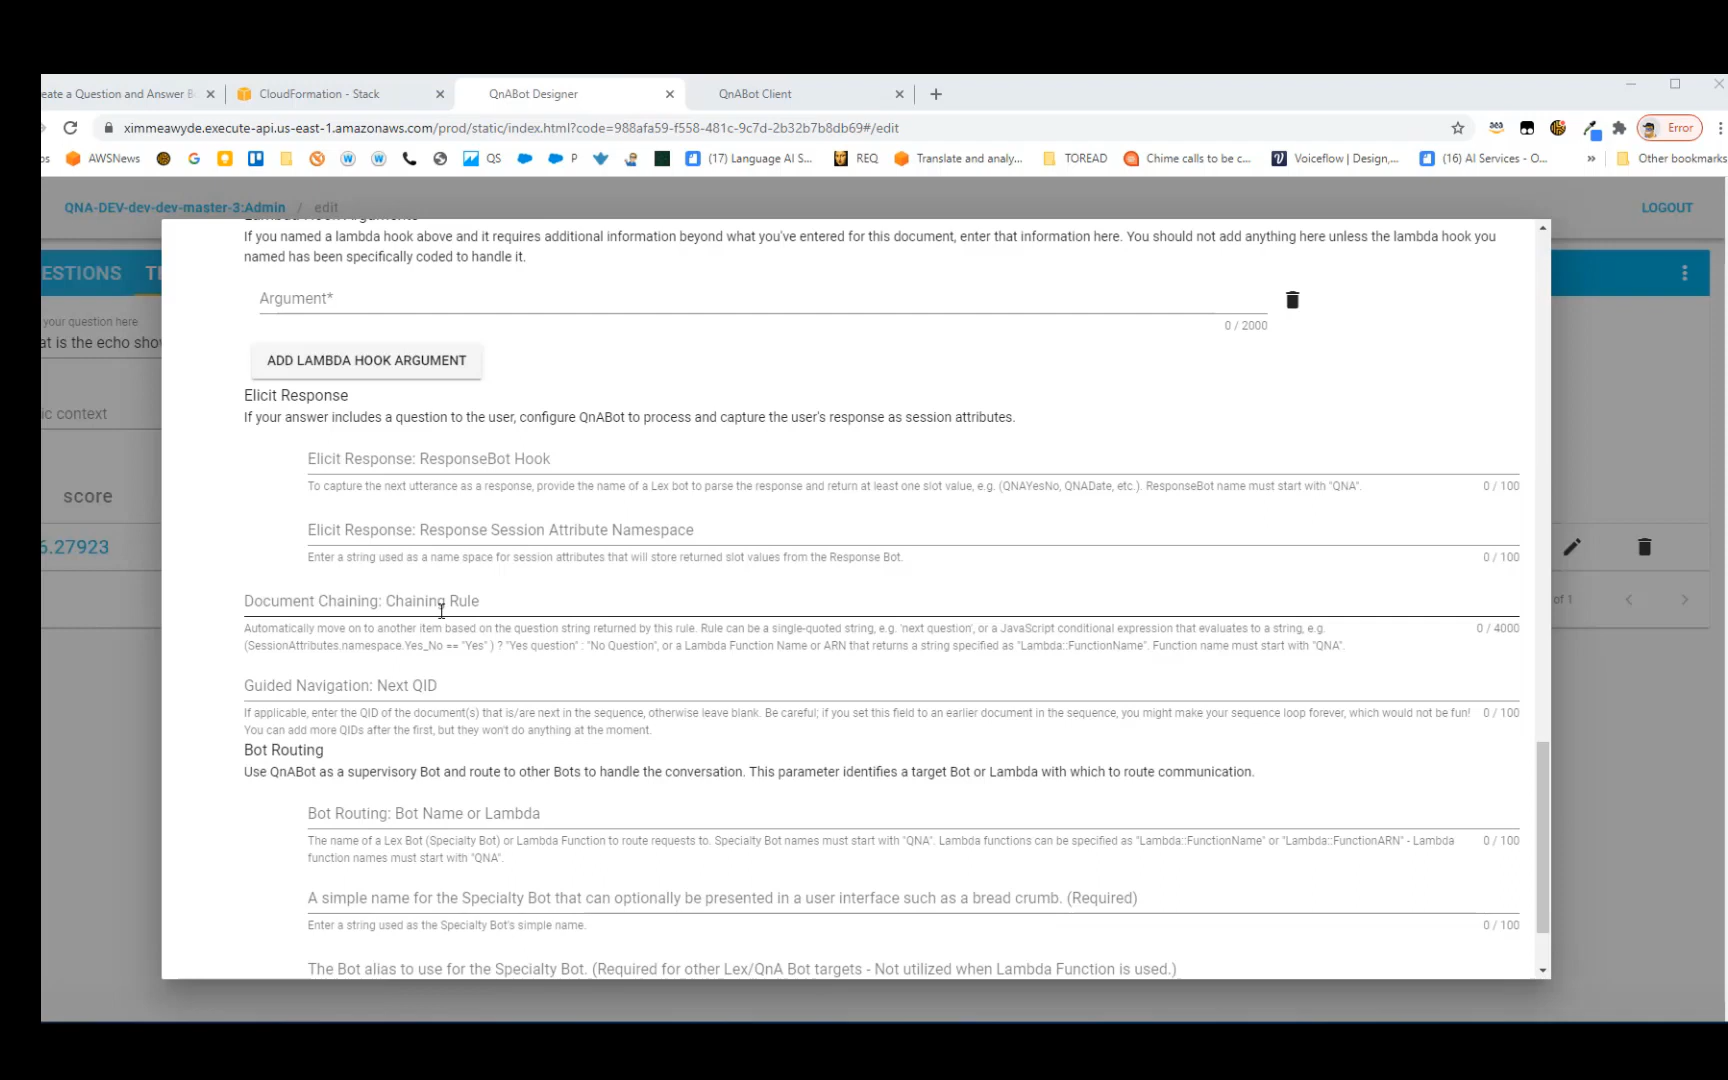 eate a Question and Answer B
CloudFormation - Stack
QnABot Designer
QnABot Client
ximmeawyde.execute-api.us-east-1.amazonaws.com/prod/static/index.html?code=988afa59-f558-481c-9c7d-2b32b7b8db69#/edit
Error
os
AWSNews
QS
P
(17) Language AI S...
REQ
Translate and analy...
TOREAD
Chime calls to be c...
Voiceflow | Design,...
(16) AI Services - O...
»
Other bookmarks
QNA-DEV-dev-dev-master-3:Admin / edit
LOGOUT
ESTIONS
your question here
at is the echo sho
ic context
score
6.27923
If you named a lambda hook above and it requires additional information beyond what you've entered for this document, enter that information here. You should not add anything here unless the lambda hook you
named has been specifically coded to handle it.
Argument*
0 / 2000
ADD LAMBDA HOOK ARGUMENT
Elicit Response
If your answer includes a question to the user, configure QnABot to process and capture the user's response as session attributes.
Elicit Response: ResponseBot Hook
To capture the next utterance as a response, provide the name of a Lex bot to parse the response and return at least one slot value, e.g. (QNAYesNo, QNADate, etc.). ResponseBot name must start with "QNA".
0 / 100
Elicit Response: Response Session Attribute Namespace
Enter a string used as a name space for session attributes that will store returned slot values from the Response Bot.
0 / 100
Document Chaining: Chaining Rule
Automatically move on to another item based on the question string returned by this rule. Rule can be a single-quoted string, e.g. 'next question', or a JavaScript conditional expression that evaluates to a string, e.g.
0 / 4000
(SessionAttributes.namespace.Yes_No == "Yes" ) ? "Yes question" : "No Question", or a Lambda Function Name or ARN that returns a string specified as "Lambda::FunctionName". Function name must start with "QNA".
Guided Navigation: Next QID
If applicable, enter the QID of the document(s) that is/are next in the sequence, otherwise leave blank. Be careful; if you set this field to an earlier document in the sequence, you might make your sequence loop forever, which would not be fun!
0 / 100
You can add more QIDs after the first, but they won't do anything at the moment.
Bot Routing
Use QnABot as a supervisory Bot and route to other Bots to handle the conversation. This parameter identifies a target Bot or Lambda with which to route communication.
Bot Routing: Bot Name or Lambda
The name of a Lex Bot (Specialty Bot) or Lambda Function to route requests to. Specialty Bot names must start with "QNA". Lambda functions can be specified as "Lambda::FunctionName" or "Lambda::FunctionARN" - Lambda
0 / 100
function names must start with "QNA".
A simple name for the Specialty Bot that can optionally be presented in a user interface such as a bread crumb. (Required)
Enter a string used as the Specialty Bot's simple name.
0 / 100
The Bot alias to use for the Specialty Bot. (Required for other Lex/QnA Bot targets - Not utilized when Lambda Function is used.)
of 1